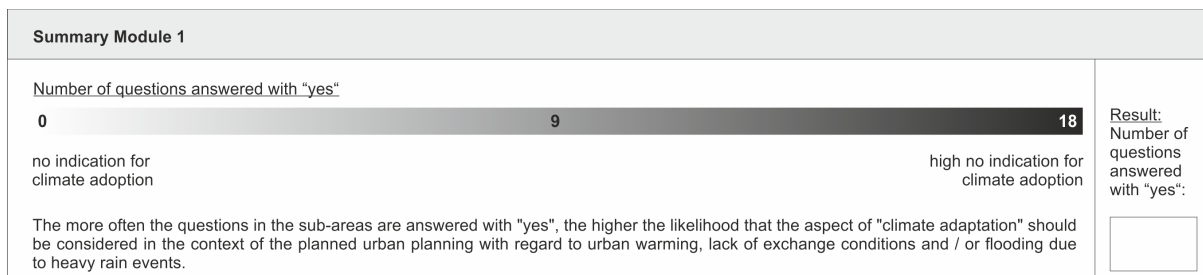 Summary Module 1
Number of questions answered with “yes“
0 9 18
no indication for
climate adoption
high no indication for
climate adoption
The more often the questions in the sub-areas are answered with "yes", the higher the likelihood that the aspect of "climate adaptation" should
be considered in the context of the planned urban planning with regard to urban warming, lack of exchange conditions and / or flooding due
to heavy rain events.
Result:
Number of
questions
answered
with “yes“: